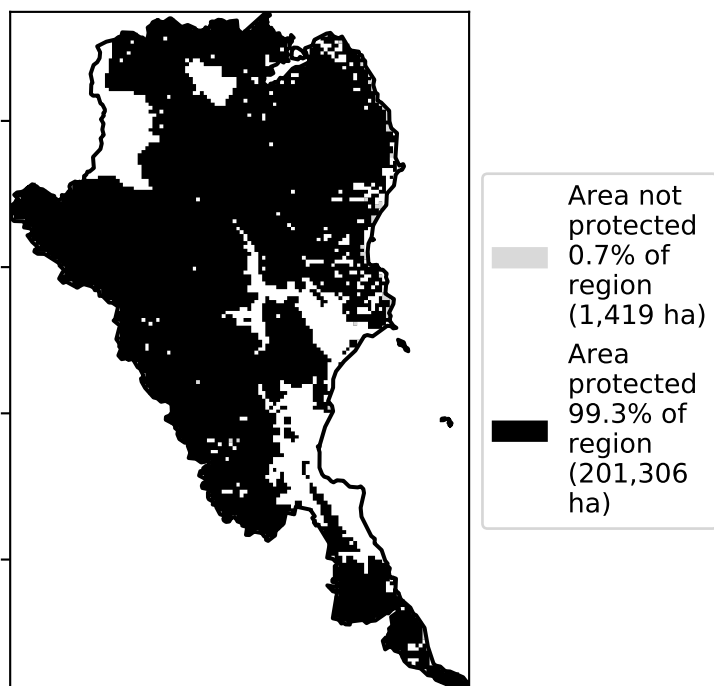 Area not
protected
0.7% of
region
(1,419 ha)
Area
protected
99.3% of
region
(201,306
ha)